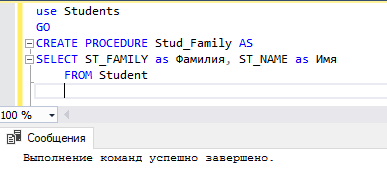 use Students
GO
CREATE PROCEDURE Stud_Family AS
SELECT ST_FAMILY as Фамилия, ST_NAME as Имя
FROM Student
100 %
Сообщения
Выполнение команд успешно завершено.